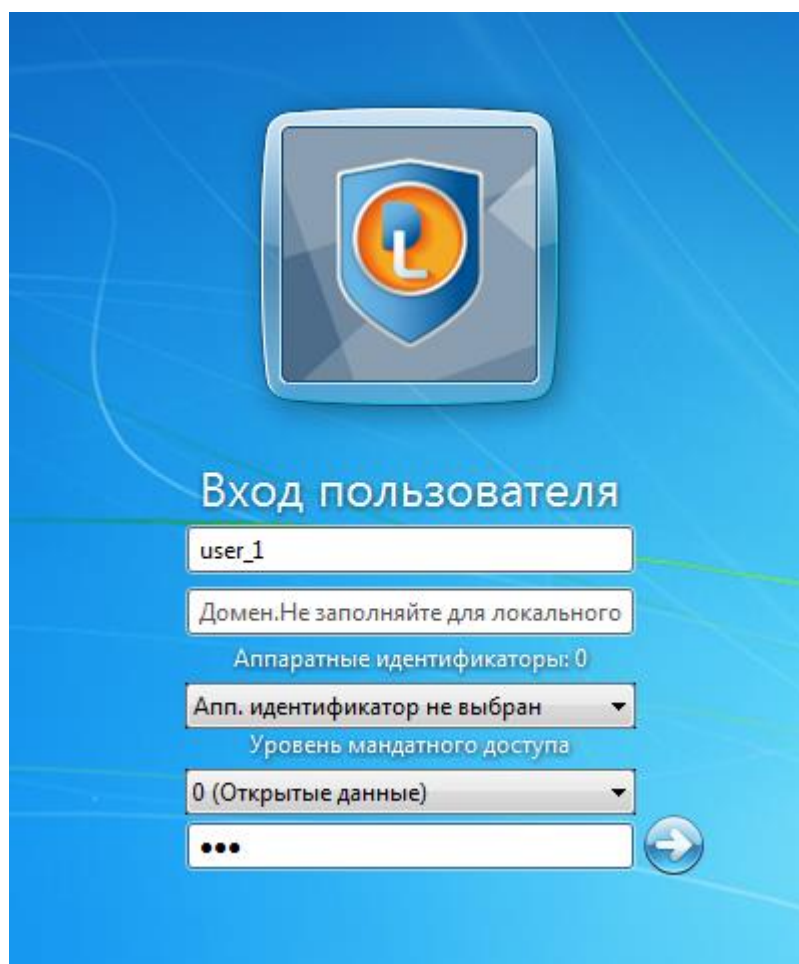 DL
Вход пользователя
user_1
Домен.Не заполняйте для локального
Аппаратные идентификаторы: 0
Апп. идентификатор не выбран
Уровень мандатного доступа
0 (Открытые данные)
●●●